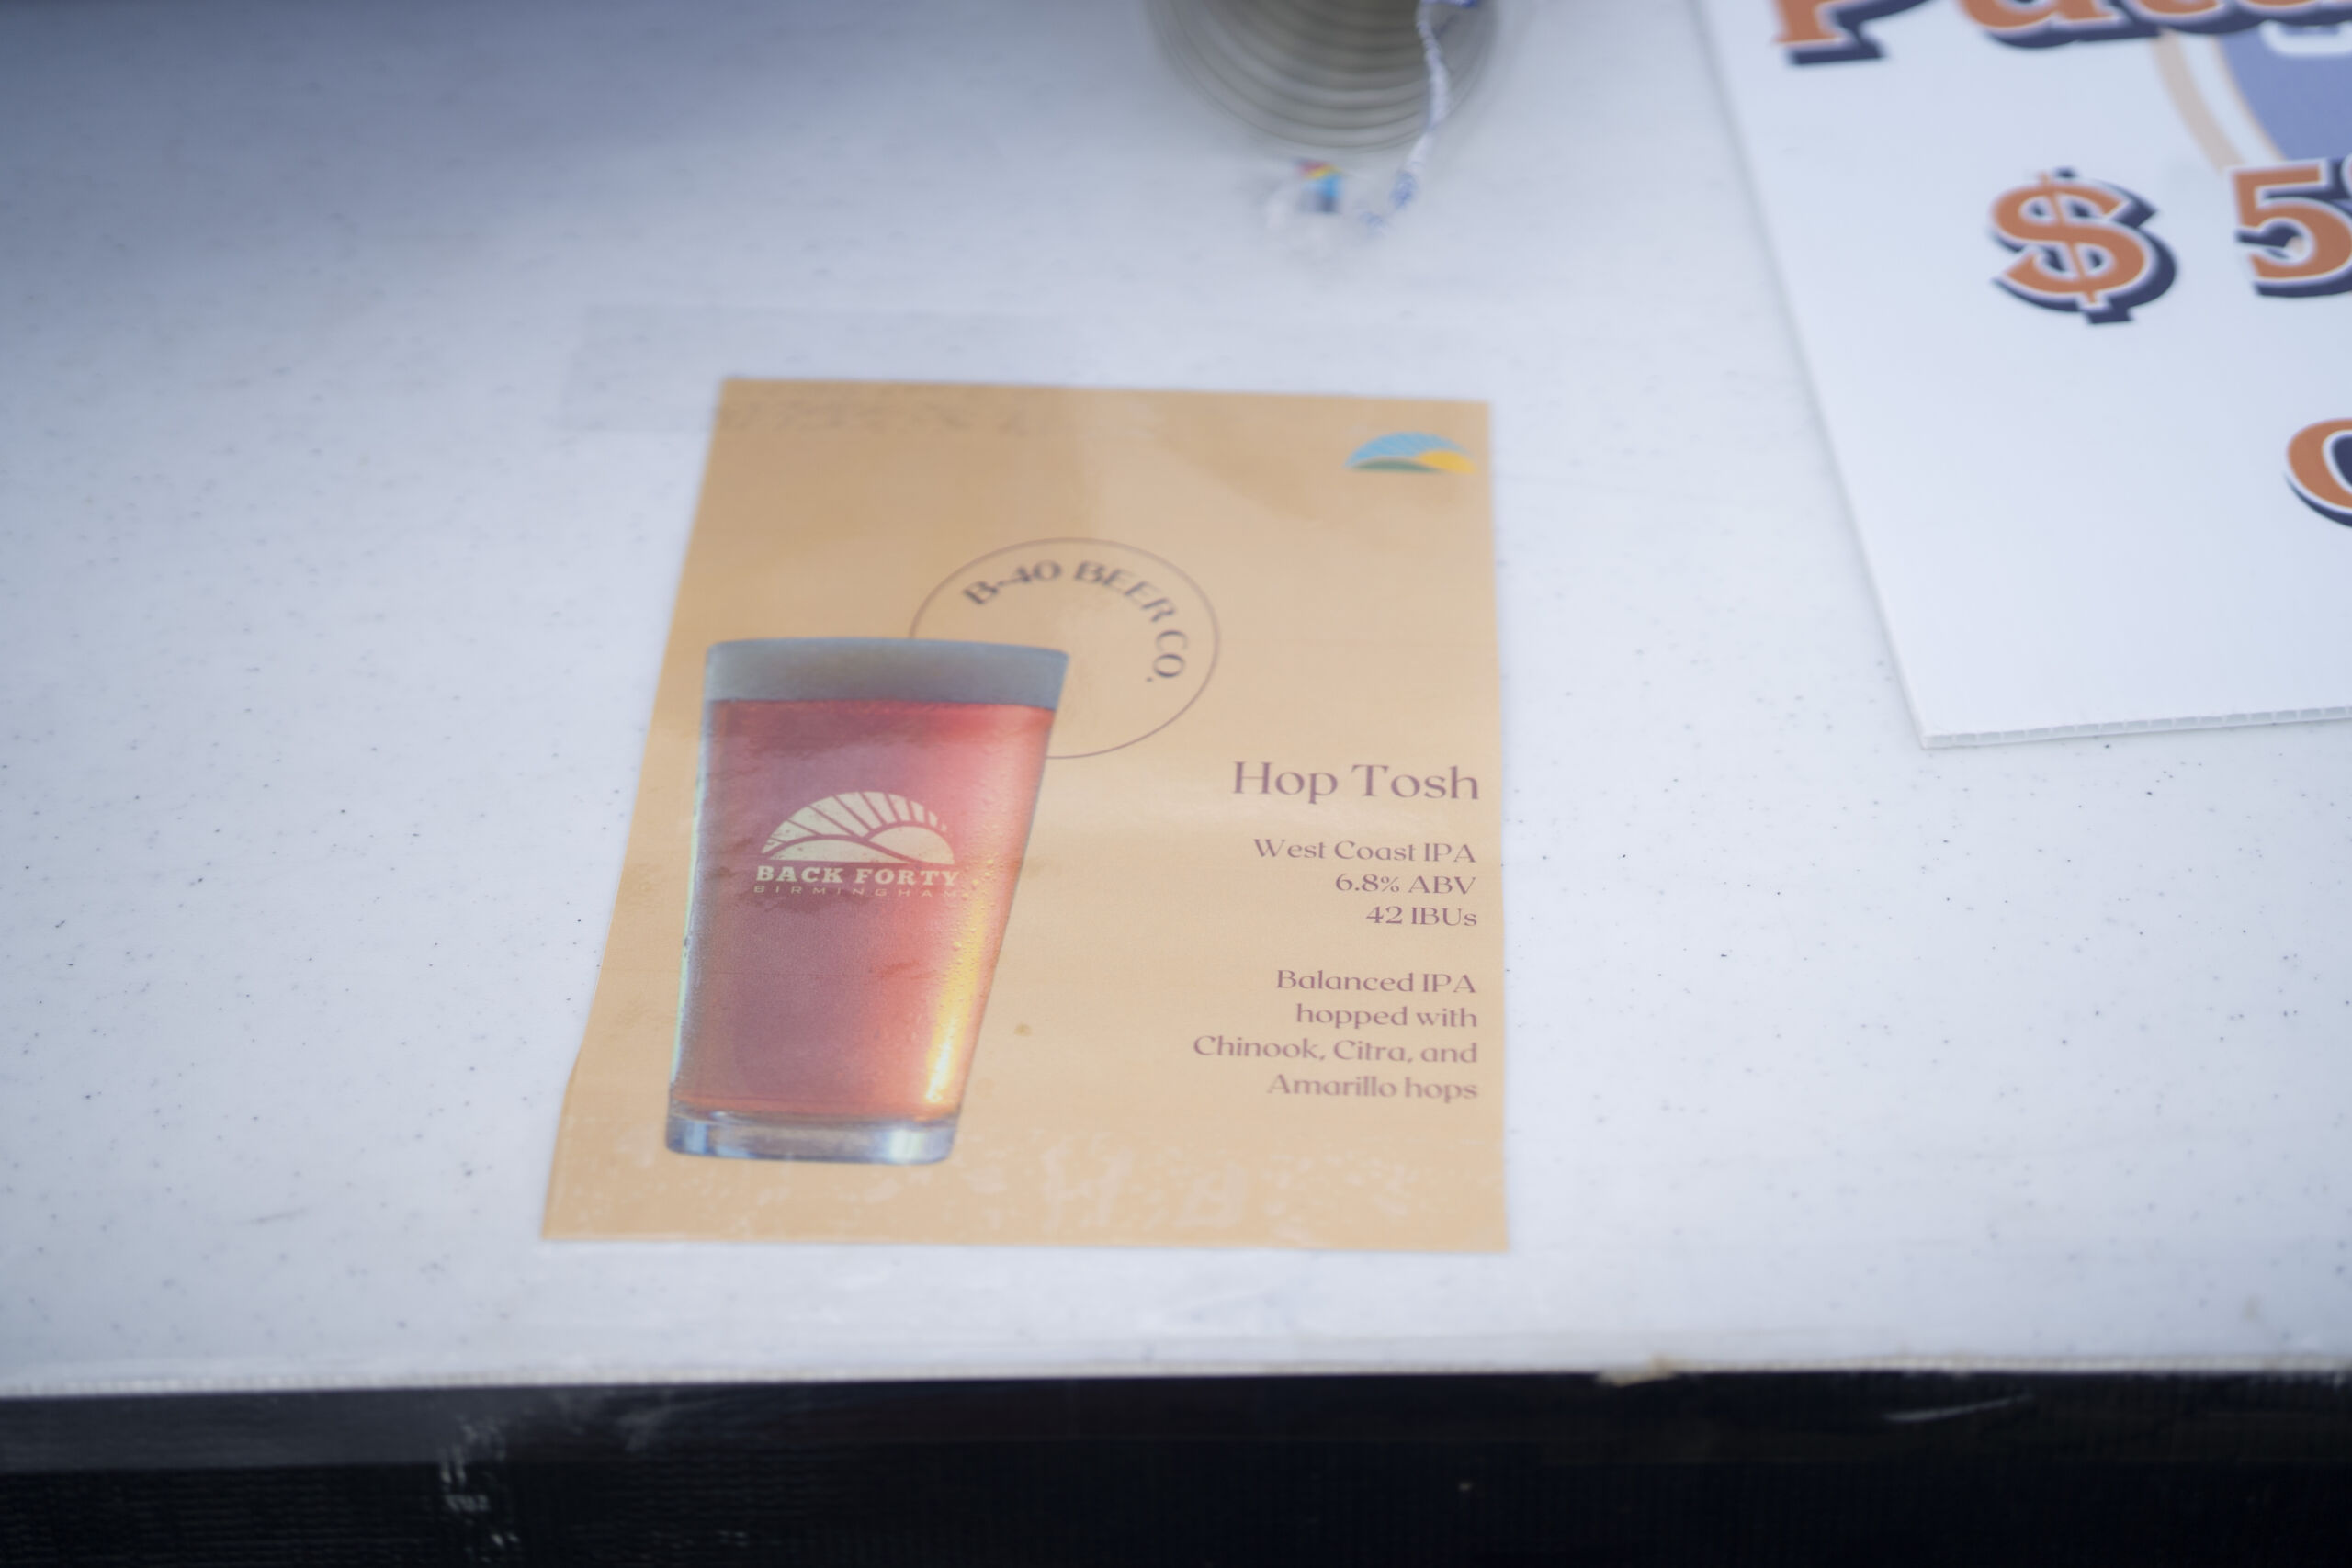 $ 5
B-40 BEER CO.
BACK FORTY
BIRMINGHAM
Hop Tosh
West Coast IPA
6.8% ABV
42 IBUs
Balanced IPA
hopped with
Chinook, Citra, and
Amarillo hops